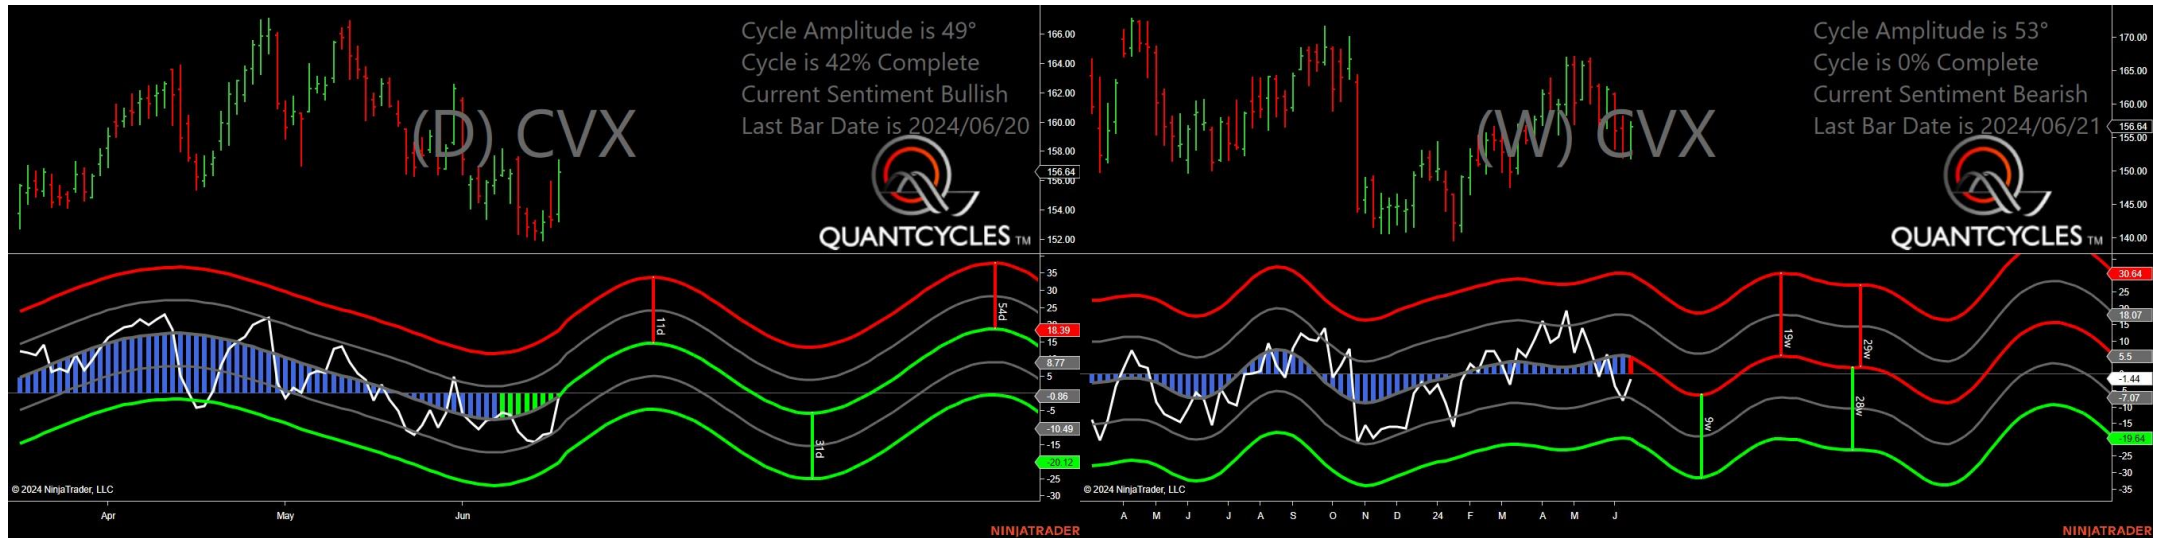 Cycle Amplitude is 49°
Cycle is 42% Complete
Current Sentiment Bullish
Last Bar Date is 2024/06/20
(D) CVX
QUANTCYCLES TM
166.00
164.00
162.00
160.00
158.00
156.64
156.00
154.00
152.00
35
30
25
15
18.39
8.77
5
-0.86
-5
-10.49
-15
-20.12
-25
-30
11d
31d
54d
© 2024 NinjaTrader, LLC
Apr May Jun
NINJATRADER
Cycle Amplitude is 53°
Cycle is 0% Complete
Current Sentiment Bearish
Last Bar Date is 2024/06/21
(W) CVX
QUANTCYCLES TM
170.00
165.00
160.00
156.64
155.00
150.00
145.00
140.00
30.64
25
18.07
15
10
5.5
-1.44
-7.07
-10
-15
-19.64
-25
-30
-35
9w
19w
28w
29w
© 2024 NinjaTrader, LLC
A M J J A S O N D 24 F M A M J
NINJATRADER